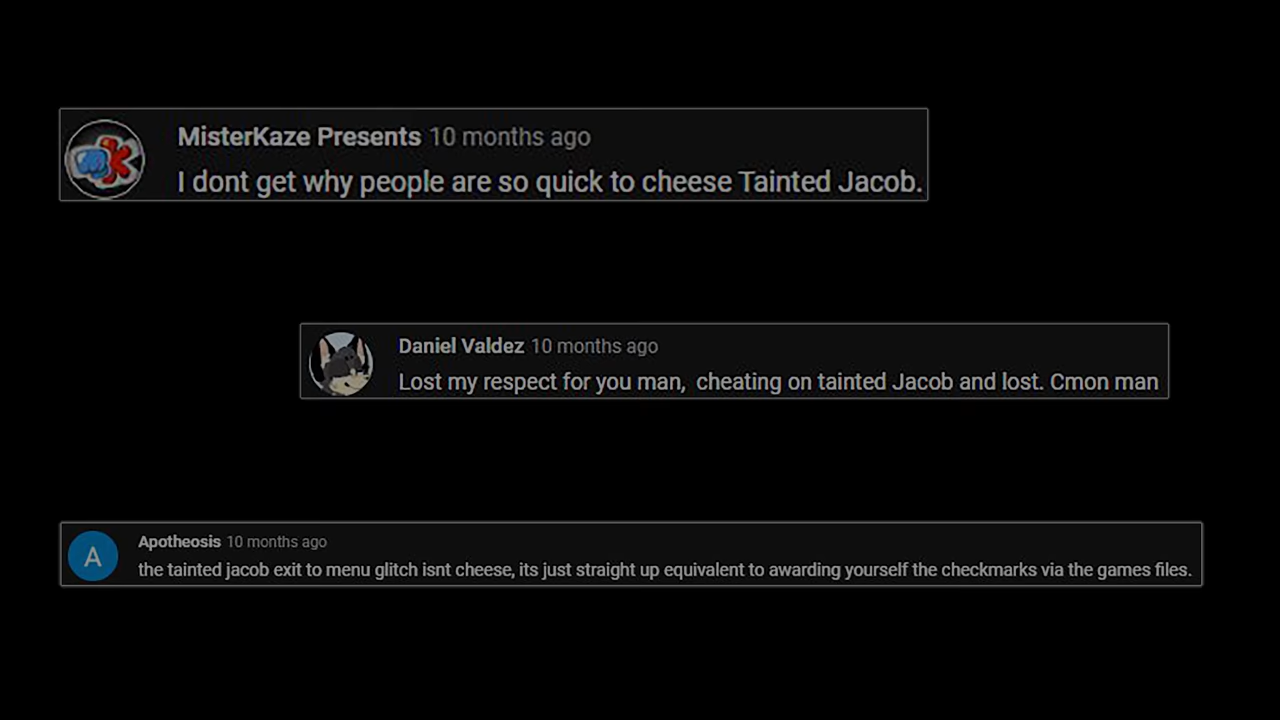 MisterKaze Presents 10 months ago
I dont get why people are so quick to cheese Tainted Jacob.
Daniel Valdez 10 months ago
Lost my respect for you man,  cheating on tainted Jacob and lost. Cmon man
A
Apotheosis 10 months ago
the tainted jacob exit to menu glitch isnt cheese, its just straight up equivalent to awarding yourself the checkmarks via the games files.